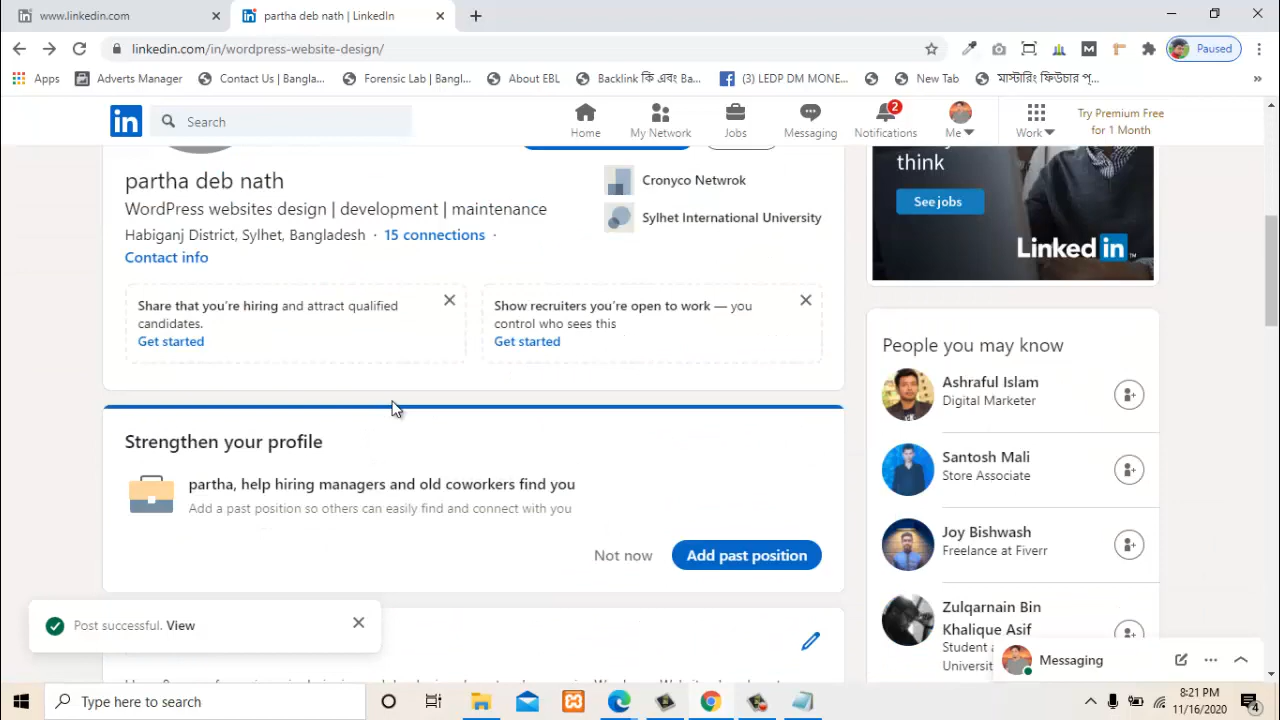 www.linkedin.com
partha deb nath | LinkedIn
linkedin.com/in/wordpress-website-design/
Paused
Apps
Adverts Manager
Contact Us | Bangla...
Forensic Lab | Bangl...
About EBL
Backlink কি এবং Ba...
(3) LEDP DM MONE...
New Tab
মাস্টারিং ফিউচার প্...
in
Search
Home
My Network
Jobs
Messaging
2
Notifications
Me
Work
Try Premium Free
for 1 Month
think
See jobs
Linked in
partha deb nath
WordPress websites design | development | maintenance
Habiganj District, Sylhet, Bangladesh · 15 connections ·
Contact info
Cronyco Netwrok
Sylhet International University
Share that you're hiring and attract qualified
candidates.
Get started
Show recruiters you're open to work — you
control who sees this
Get started
Strengthen your profile
partha, help hiring managers and old coworkers find you
Add a past position so others can easily find and connect with you
Not now
Add past position
People you may know
Ashraful Islam
Digital Marketer
Santosh Mali
Store Associate
Joy Bishwash
Freelance at Fiverr
Zulqarnain Bin
Khalique Asif
Student a
Universit
Post successful. View
Messaging
Type here to search
8:21 PM
11/16/2020
4